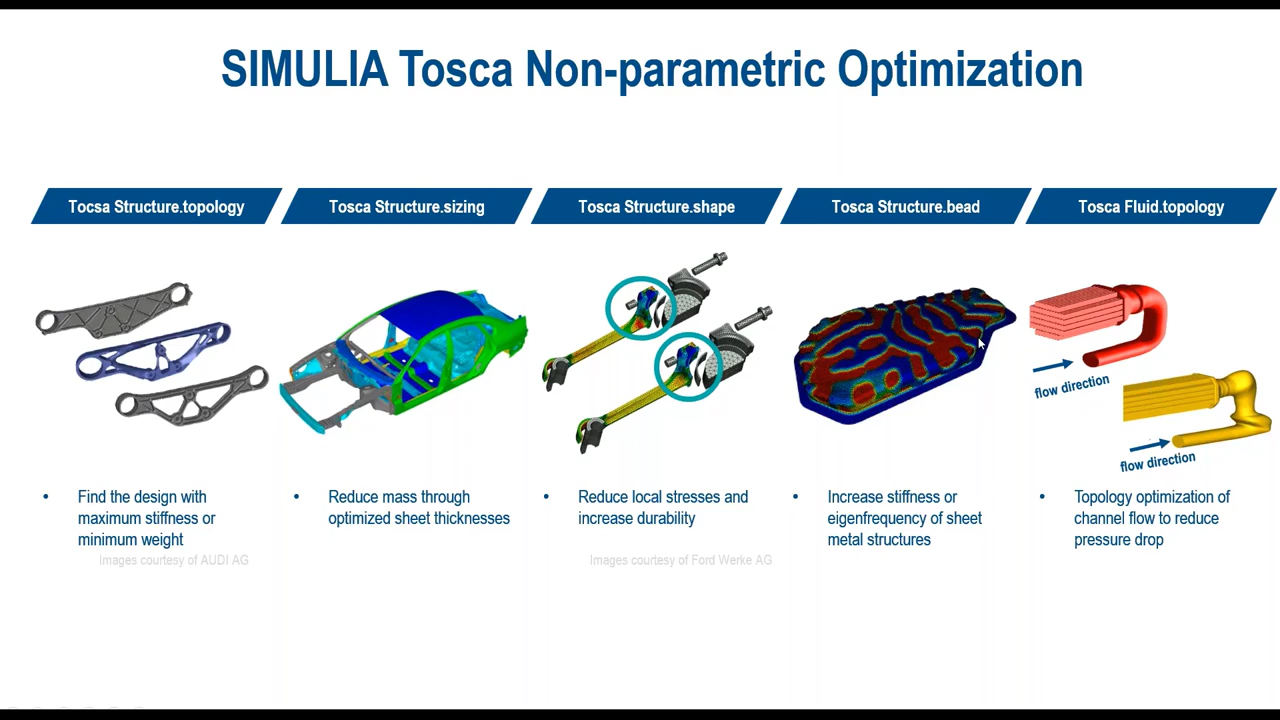 SIMULIA Tosca Non-parametric Optimization
Tocsa Structure.topology
Tosca Structure.sizing
Tosca Structure.shape
Tosca Structure.bead
Tosca Fluid.topology
flow direction
flow direction
• Find the design with
maximum stiffness or
minimum weight
Images courtesy of AUDI AG
• Reduce mass through
optimized sheet thicknesses
• Reduce local stresses and
increase durability
Images courtesy of Ford Werke AG
• Increase stiffness or
eigenfrequency of sheet
metal structures
• Topology optimization of
channel flow to reduce
pressure drop